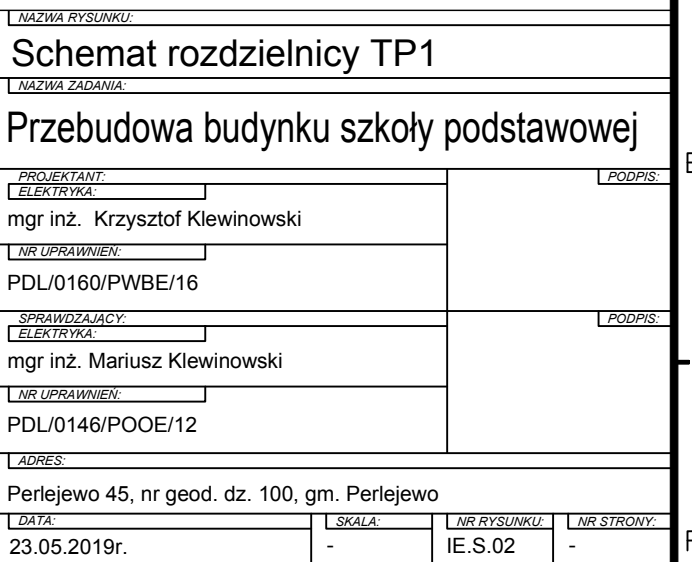 NAZWA RYSUNKU:
Schemat rozdzielnicy TP1
NAZWA ZADANIA:
Przebudowa budynku szkoły podstawowej
PROJEKTANT: PODPIS:
ELEKTRYKA:
mgr inż. Krzysztof Klewinowski
NR UPRAWNIEŃ:
PDL/0160/PWBE/16
SPRAWDZAJĄCY: PODPIS:
ELEKTRYKA:
mgr inż. Mariusz Klewinowski
NR UPRAWNIEŃ:
PDL/0146/POOE/12
ADRES:
Perlejewo 45, nr geod. dz. 100, gm. Perlejewo
DATA: SKALA: NR RYSUNKU: NR STRONY:
23.05.2019r. - IE.S.02 -